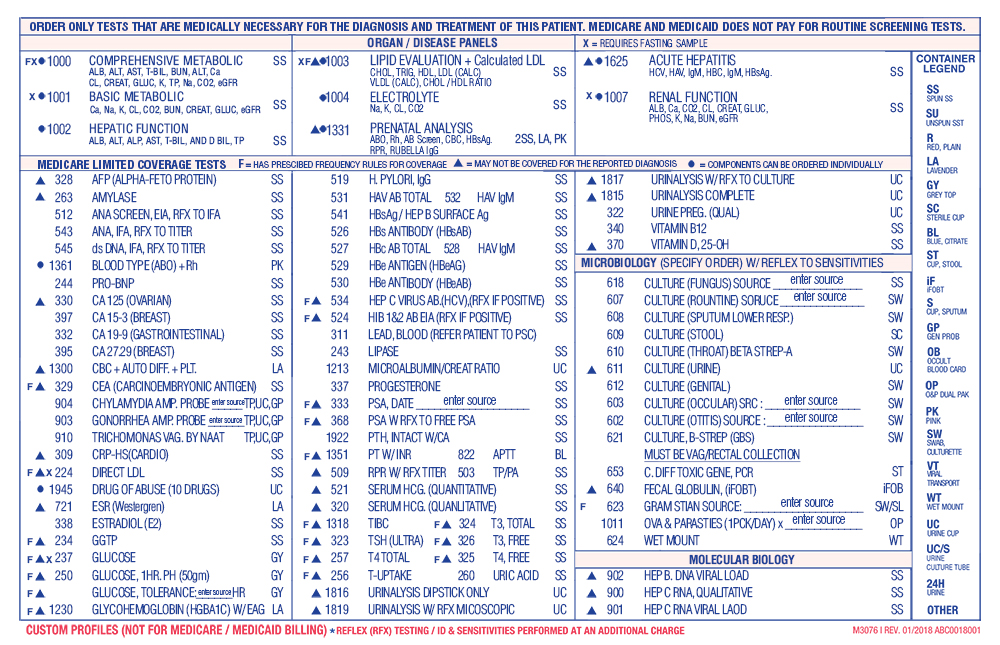 ORDER ONLY TESTS THAT ARE MEDICALLY NECESSARY FOR THE DIAGNOSIS AND TREATMENT OF THIS PATIENT. MEDICARE AND MEDICAID DOES NOT PAY FOR ROUTINE SCREENING TESTS.
ORGAN / DISEASE PANELS
X = REQUIRES FASTING SAMPLE
FX●1000 COMPREHENSIVE METABOLIC SS
ALB, ALT, AST, T-BIL, BUN, ALT, Ca
CL, CREAT, GLUC, K, TP, Na, CO2, eGFR
X ●1001 BASIC METABOLIC SS
Ca, Na, K, CL, CO2, BUN, CREAT, GLUC, eGFR
●1002 HEPATIC FUNCTION
ALB, ALT, ALP, AST, T-BIL, AND D BIL, TP SS
XF▲●1003 LIPID EVALUATION + Calculated LDL
CHOL, TRIG, HDL, LDL (CALC) SS
VLDL (CALC), CHOL / HDL RATIO
●1004 ELECTROLYTE
Na, K, CL, CO2 SS
▲●1331 PRENATAL ANALYSIS
ABO, Rh, AB Screen, CBC, HBsAg. 2SS, LA, PK
RPR, RUBELLA IgG
▲●1625 ACUTE HEPATITIS
HCV, HAV, IgM, HBC, IgM, HBsAg. SS
X ●1007 RENAL FUNCTION
ALB, Ca, CO2, CL, CREAT, GLUC, SS
PHOS, K, Na, BUN, eGFR
MEDICARE LIMITED COVERAGE TESTS F = HAS PRESCIBED FREQUENCY RULES FOR COVERAGE ▲ = MAY NOT BE COVERED FOR THE REPORTED DIAGNOSIS ● = COMPONENTS CAN BE ORDERED INDIVIDUALLY
▲ 328 AFP (ALPHA-FETO PROTEIN) SS
▲ 263 AMYLASE SS
512 ANA SCREEN, EIA, RFX TO IFA SS
543 ANA, IFA, RFX TO TITER SS
545 ds DNA, IFA, RFX TO TITER SS
● 1361 BLOOD TYPE (ABO) + Rh PK
244 PRO-BNP SS
▲ 330 CA 125 (OVARIAN) SS
397 CA 15-3 (BREAST) SS
332 CA 19-9 (GASTROINTESTINAL) SS
395 CA 27.29 (BREAST) SS
▲ 1300 CBC + AUTO DIFF. + PLT. LA
F ▲ 329 CEA (CARCINOEMBRYONIC ANTIGEN) SS
904 CHYLAMYDIA AMP. PROBE enter source TP,UC,GP
903 GONORRHEA AMP. PROBE enter source TP,UC,GP
910 TRICHOMONAS VAG. BY NAAT TP,UC,GP
▲ 309 CRP-HS(CARDIO) SS
F▲X 224 DIRECT LDL SS
● 1945 DRUG OF ABUSE (10 DRUGS) UC
▲ 721 ESR (Westergren) LA
338 ESTRADIOL (E2) SS
F ▲ 234 GGTP SS
F▲X 237 GLUCOSE GY
F ▲ 250 GLUCOSE, 1HR. PH (50gm) GY
F ▲ GLUCOSE, TOLERANCE: enter source HR GY
F ▲ 1230 GLYCOHEMOGLOBIN (HGBA1C) W/ EAG LA
519 H. PYLORI, IgG SS
531 HAV AB TOTAL 532 HAV IgM SS
541 HBsAg / HEP B SURFACE Ag SS
526 HBs ANTIBODY (HBsAB) SS
527 HBc AB TOTAL 528 HAV IgM SS
529 HBe ANTIGEN (HBeAG) SS
530 HBe ANTIBODY (HBeAB) SS
F ▲ 534 HEP C VIRUS AB.(HCV),(RFX IF POSITIVE) SS
F ▲ 524 HIB 1&2 AB EIA (RFX IF POSITIVE) SS
311 LEAD, BLOOD (REFER PATIENT TO PSC)
243 LIPASE SS
1213 MICROALBUMIN/CREAT RATIO UC
337 PROGESTERONE SS
F ▲ 333 PSA, DATE enter source SS
F ▲ 368 PSA W RFX TO FREE PSA SS
1922 PTH, INTACT W/CA SS
F ▲ 1351 PT W/ INR 822 APTT BL
▲ 509 RPR W/ RFX TITER 503 TP/PA SS
▲ 521 SERUM HCG. (QUANTITATIVE) SS
▲ 320 SERUM HCG. (QUANLITATIVE) SS
F ▲ 1318 TIBC F ▲ 324 T3, TOTAL SS
F ▲ 323 TSH (ULTRA) F ▲ 326 T3, FREE SS
F ▲ 257 T4 TOTAL F ▲ 325 T4, FREE SS
F ▲ 256 T-UPTAKE 260 URIC ACID SS
▲ 1816 URINALYSIS DIPSTICK ONLY UC
▲ 1819 URINALYSIS W/ RFX MICOSCOPIC UC
▲ 1817 URINALYSIS W/ RFX TO CULTURE UC
▲ 1815 URINALYSIS COMPLETE UC
322 URINE PREG. (QUAL) UC
340 VITAMIN B12 SS
▲ 370 VITAMIN D, 25-OH SS
MICROBIOLOGY (SPECIFY ORDER) W/ REFLEX TO SENSITIVITIES
618 CULTURE (FUNGUS) SOURCE enter source SS
607 CULTURE (ROUNTINE) SORUCE enter source SW
608 CULTURE (SPUTUM LOWER RESP.) SW
609 CULTURE (STOOL) SC
610 CULTURE (THROAT) BETA STREP-A SW
▲ 611 CULTURE (URINE) UC
612 CULTURE (GENITAL) SW
603 CULTURE (OCCULAR) SRC : enter source SW
602 CULTURE (OTITIS) SOURCE : enter source SW
621 CULTURE, B-STREP (GBS) SW
MUST BE VAG/RECTAL COLLECTION
653 C. DIFF TOXIC GENE, PCR ST
▲ 640 FECAL GLOBULIN, (iFOBT) iFOB
F 623 GRAM STIAN SOURCE: enter source SW/SL
1011 OVA & PARASTIES (1PCK/DAY) x enter source OP
624 WET MOUNT WT
MOLECULAR BIOLOGY
▲ 902 HEP B. DNA VIRAL LOAD SS
▲ 900 HEP C RNA, QUALITATIVE SS
▲ 901 HEP C RNA VIRAL LAOD SS
CONTAINER
LEGEND
SS
SPUN SS
SU
UNSPUN SST
R
RED, PLAIN
LA
LAVENDER
GY
GREY TOP
SC
STERILE CUP
BL
BLUE, CITRATE
ST
CUP, STOOL
iF
iFOBT
S
CUP, SPUTUM
GP
GEN PROB
OB
OCCULT
BLOOD CARD
OP
O&P DUAL PAK
PK
PINK
SW
SWAB,
CULTURETTE
VT
VIRAL
TRANSPORT
WT
WET MOUNT
UC
URINE CUP
UC/S
URINE
CULTURE TUBE
24H
URINE
OTHER
CUSTOM PROFILES (NOT FOR MEDICARE / MEDICAID BILLING) ★REFLEX (RFX) TESTING / ID & SENSITIVITIES PERFORMED AT AN ADDITIONAL CHARGE
M3076 I REV. 01/2018 ABC0018001